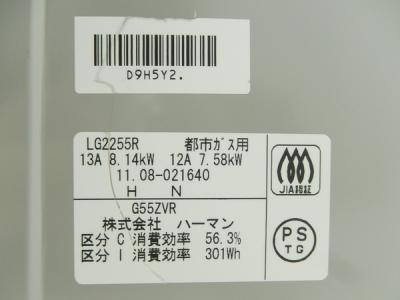 D9H5Y2.
LG2255R 都市ガス用
13A 8.14kW 12A 7.58kW
11.08-021640
H N
G55ZVR
株式会社 ハーマン
区分 C 消費効率 56.3%
区分 I 消費効率 301Wh
JIA認証
PS
TG